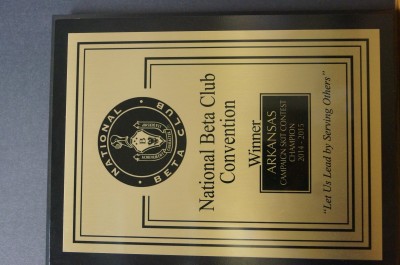 NATIONAL
BETA CLUB
National Beta Club
Convention
Winner
ARKANSAS
CAMPAIGN SKIT CONTEST
CHAMPION
2014 - 2015
"Let Us Lead by Serving Others"